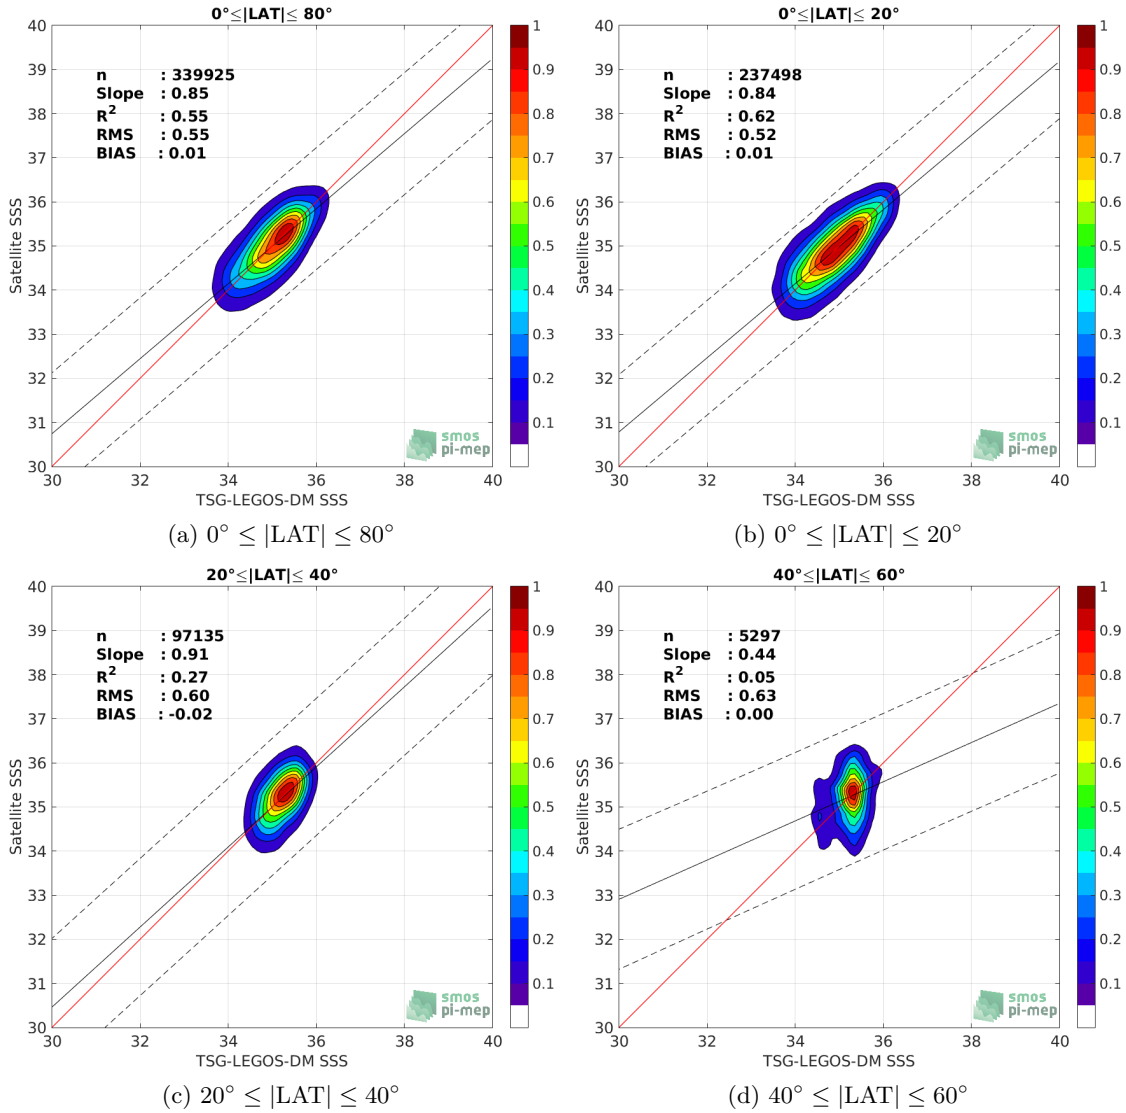 0°≤|LAT|≤ 80°
40
39
38
37
36
35
34
33
32
31
30
Satellite SSS
n : 339925
Slope : 0.85
R² : 0.55
RMS : 0.55
BIAS : 0.01
smos
pi-mep
30 32 34 36 38 40
TSG-LEGOS-DM SSS
1
0.9
0.8
0.7
0.6
0.5
0.4
0.3
0.2
0.1
(a) 0° ≤ |LAT| ≤ 80°
0°≤|LAT|≤ 20°
40
39
38
37
36
35
34
33
32
31
30
Satellite SSS
n : 237498
Slope : 0.84
R² : 0.62
RMS : 0.52
BIAS : 0.01
smos
pi-mep
30 32 34 36 38 40
TSG-LEGOS-DM SSS
1
0.9
0.8
0.7
0.6
0.5
0.4
0.3
0.2
0.1
(b) 0° ≤ |LAT| ≤ 20°
20°≤|LAT|≤ 40°
40
39
38
37
36
35
34
33
32
31
30
Satellite SSS
n : 97135
Slope : 0.91
R² : 0.27
RMS : 0.60
BIAS : -0.02
smos
pi-mep
30 32 34 36 38 40
TSG-LEGOS-DM SSS
1
0.9
0.8
0.7
0.6
0.5
0.4
0.3
0.2
0.1
(c) 20° ≤ |LAT| ≤ 40°
40°≤|LAT|≤ 60°
40
39
38
37
36
35
34
33
32
31
30
Satellite SSS
n : 5297
Slope : 0.44
R² : 0.05
RMS : 0.63
BIAS : 0.00
smos
pi-mep
30 32 34 36 38 40
TSG-LEGOS-DM SSS
1
0.9
0.8
0.7
0.6
0.5
0.4
0.3
0.2
0.1
(d) 40° ≤ |LAT| ≤ 60°